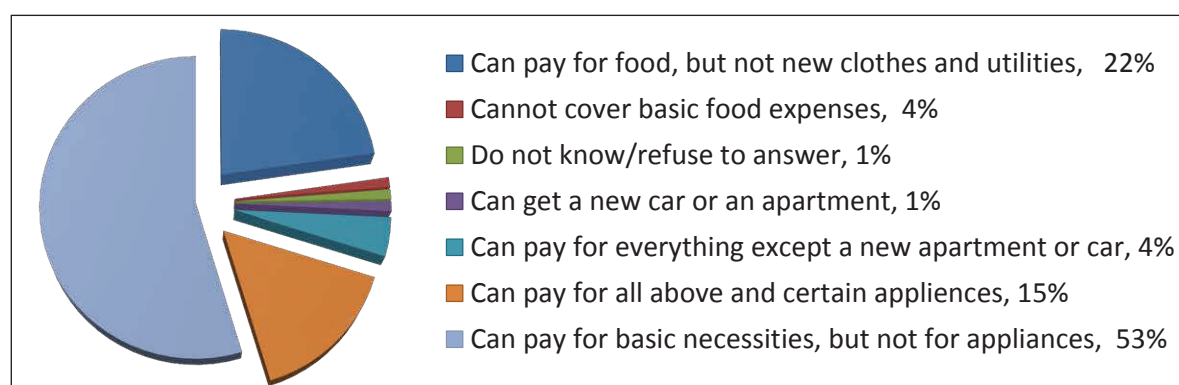 Can pay for food, but not new clothes and utilities, 22%
Cannot cover basic food expenses, 4%
Do not know/refuse to answer, 1%
Can get a new car or an apartment, 1%
Can pay for everything except a new apartment or car, 4%
Can pay for all above and certain appliences, 15%
Can pay for basic necessities, but not for appliances, 53%